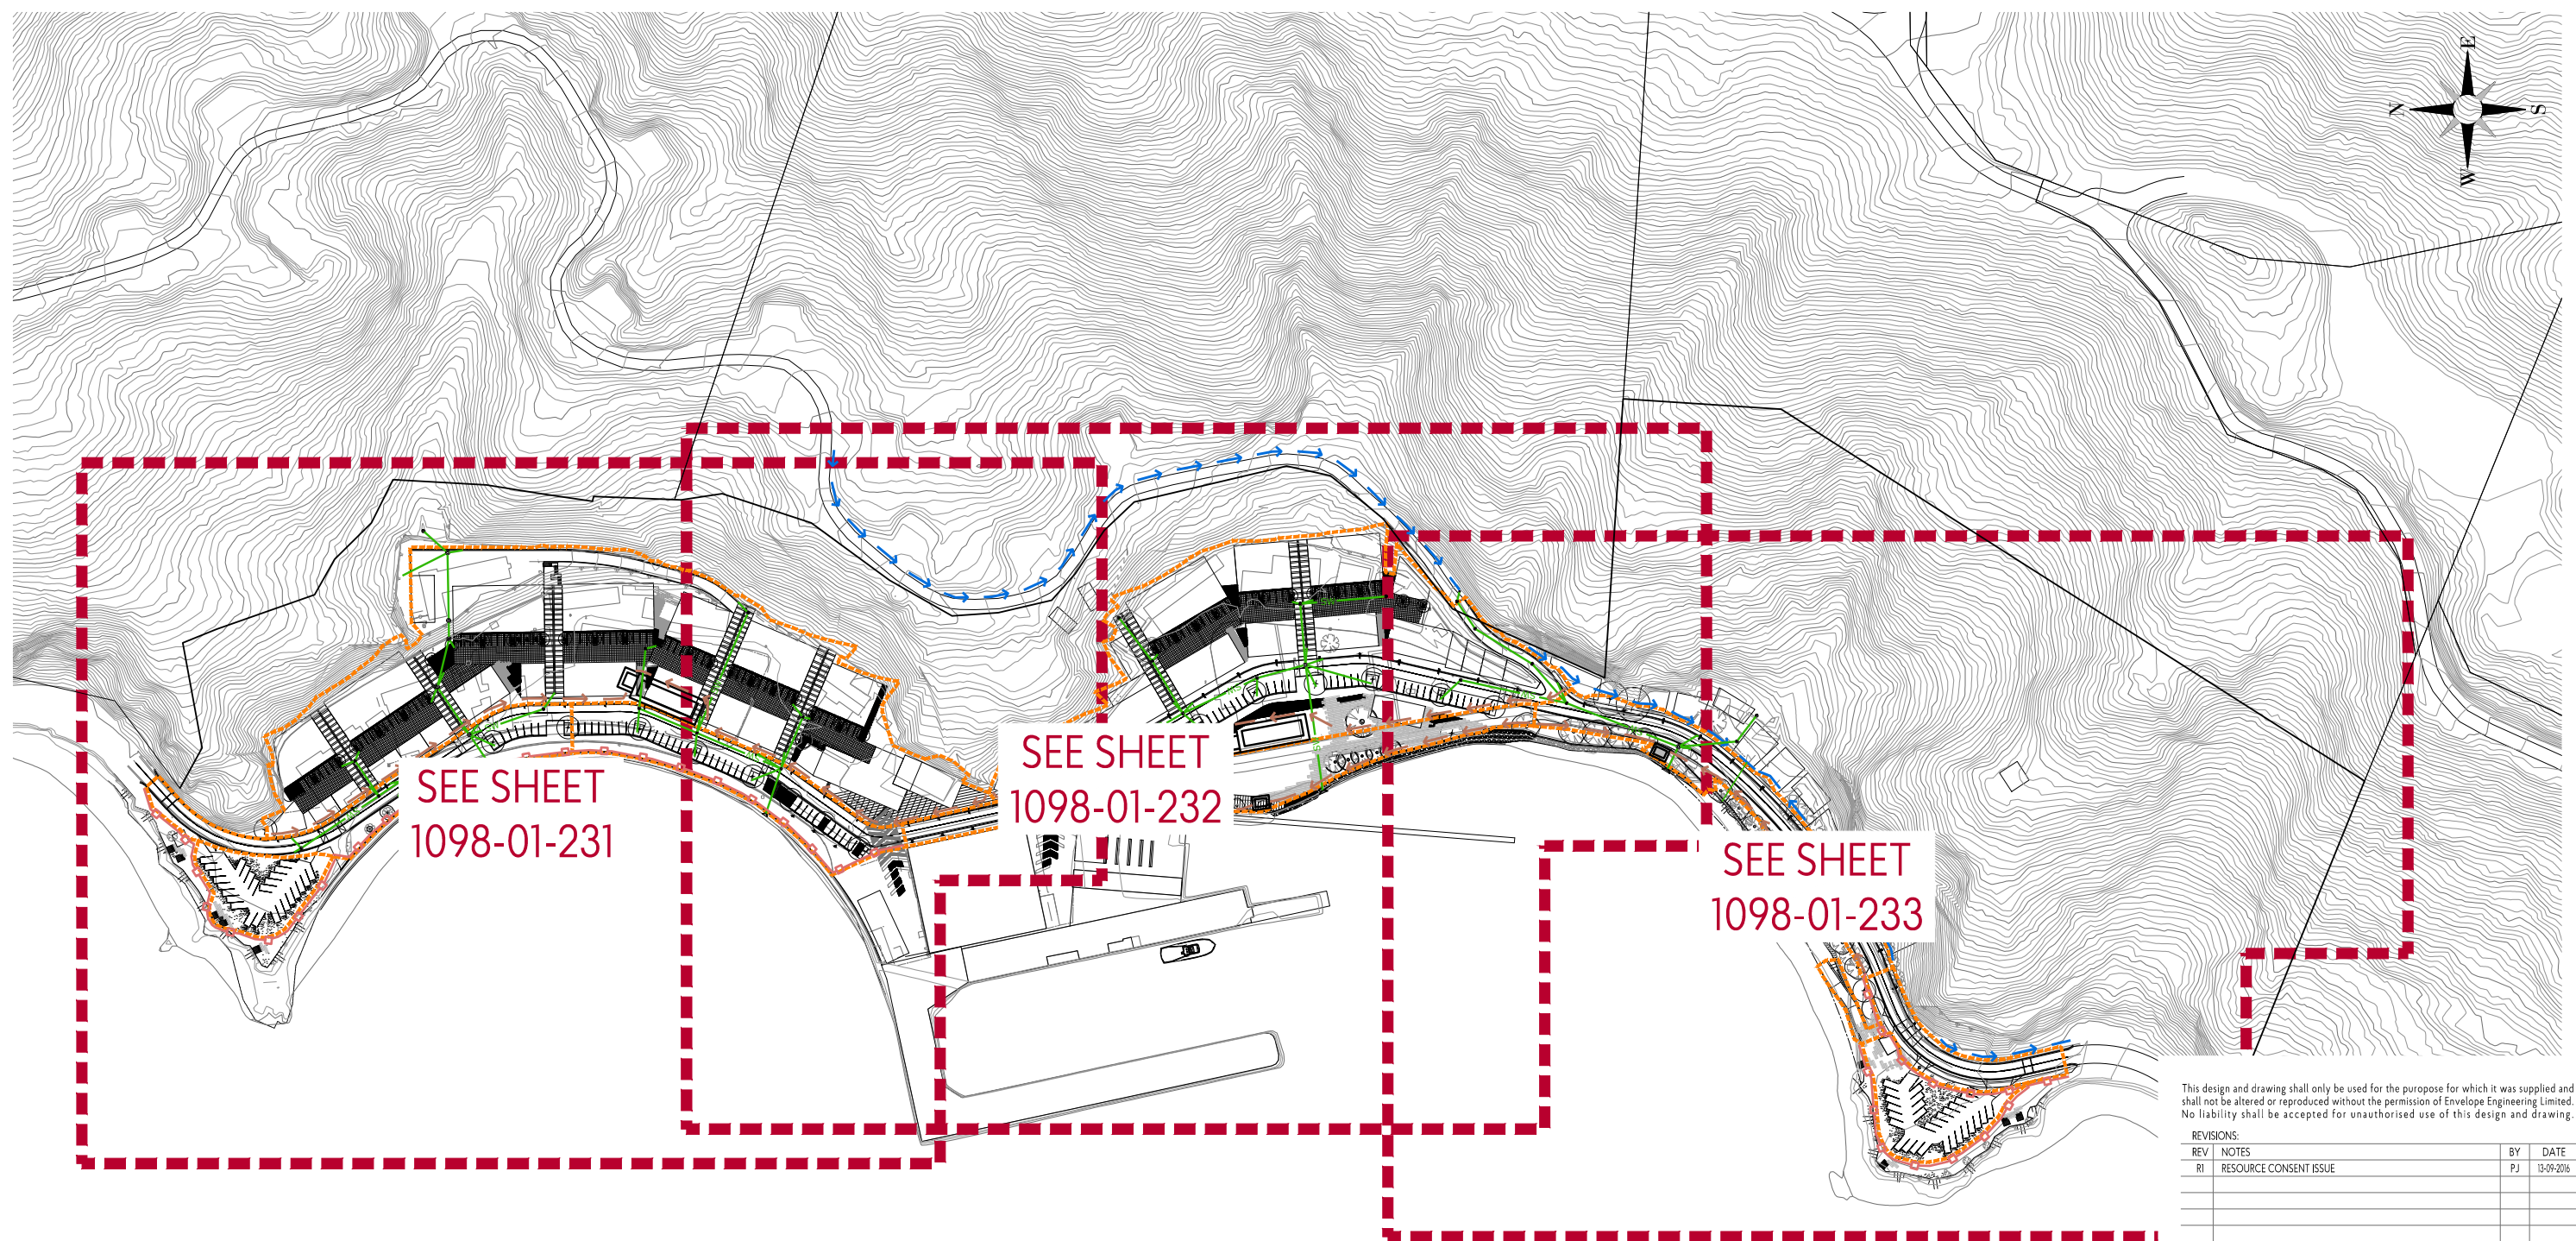 E
N
S
W
SEE SHEET
1098-01-231
SEE SHEET
1098-01-232
SEE SHEET
1098-01-233
This design and drawing shall only be used for the puropose for which it was supplied and
shall not be altered or reproduced without the permission of Envelope Engineering Limited.
No liability shall be accepted for unauthorised use of this design and drawing.
REVISIONS:
REV NOTES BY DATE
R1 RESOURCE CONSENT ISSUE PJ 13-09-2016